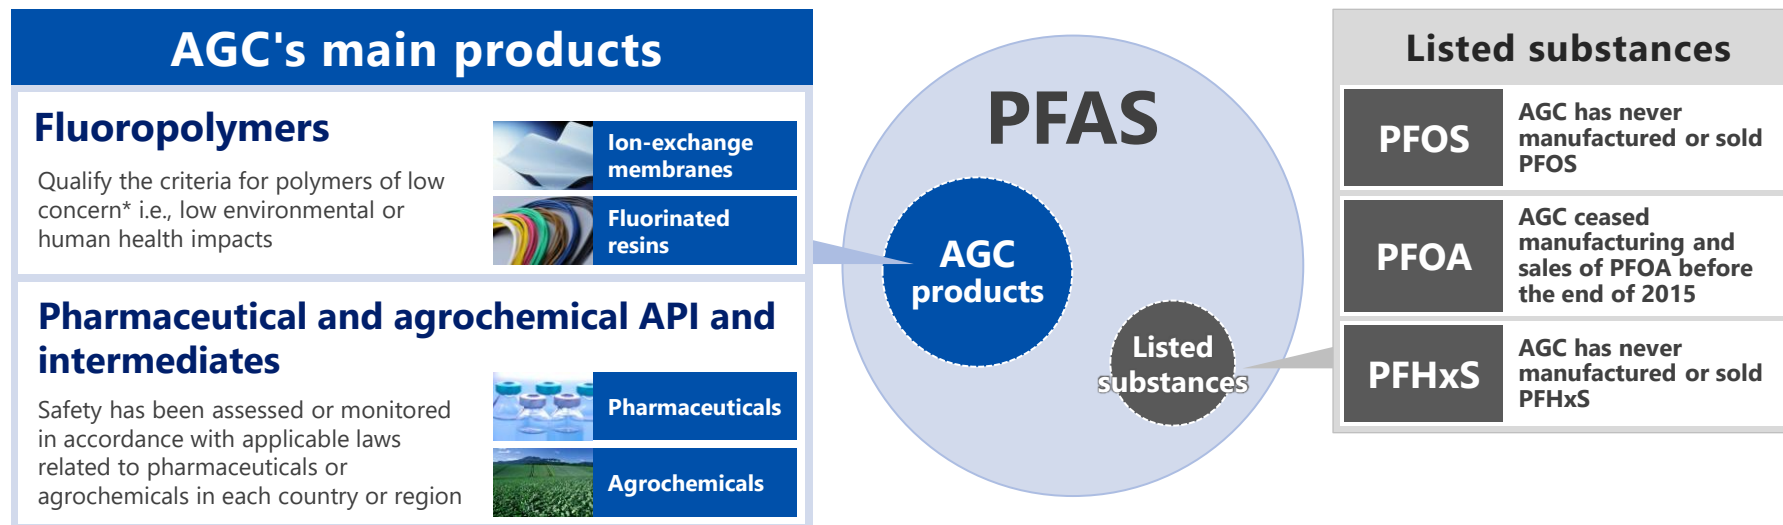 AGC's main products
Fluoropolymers
Qualify the criteria for polymers of low
concern* i.e., low environmental or
human health impacts
Ion-exchange
membranes
Fluorinated
resins
Pharmaceutical and agrochemical API and
intermediates
Safety has been assessed or monitored
in accordance with applicable laws
related to pharmaceuticals or
agrochemicals in each country or region
Pharmaceuticals
Agrochemicals
PFAS
AGC
products
Listed
substances
Listed substances
PFOS
AGC has never
manufactured or sold
PFOS
PFOA
AGC ceased
manufacturing and
sales of PFOA before
the end of 2015
PFHxS
AGC has never
manufactured or sold
PFHxS